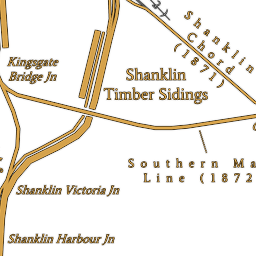 2)
Shanklin
Chord
(1871)
Kingsgate
Bridge Jn
Shanklin
Timber Sidings
Southern Ma
Line (1872
Shanklin Victoria Jn
Shanklin Harbour Jn